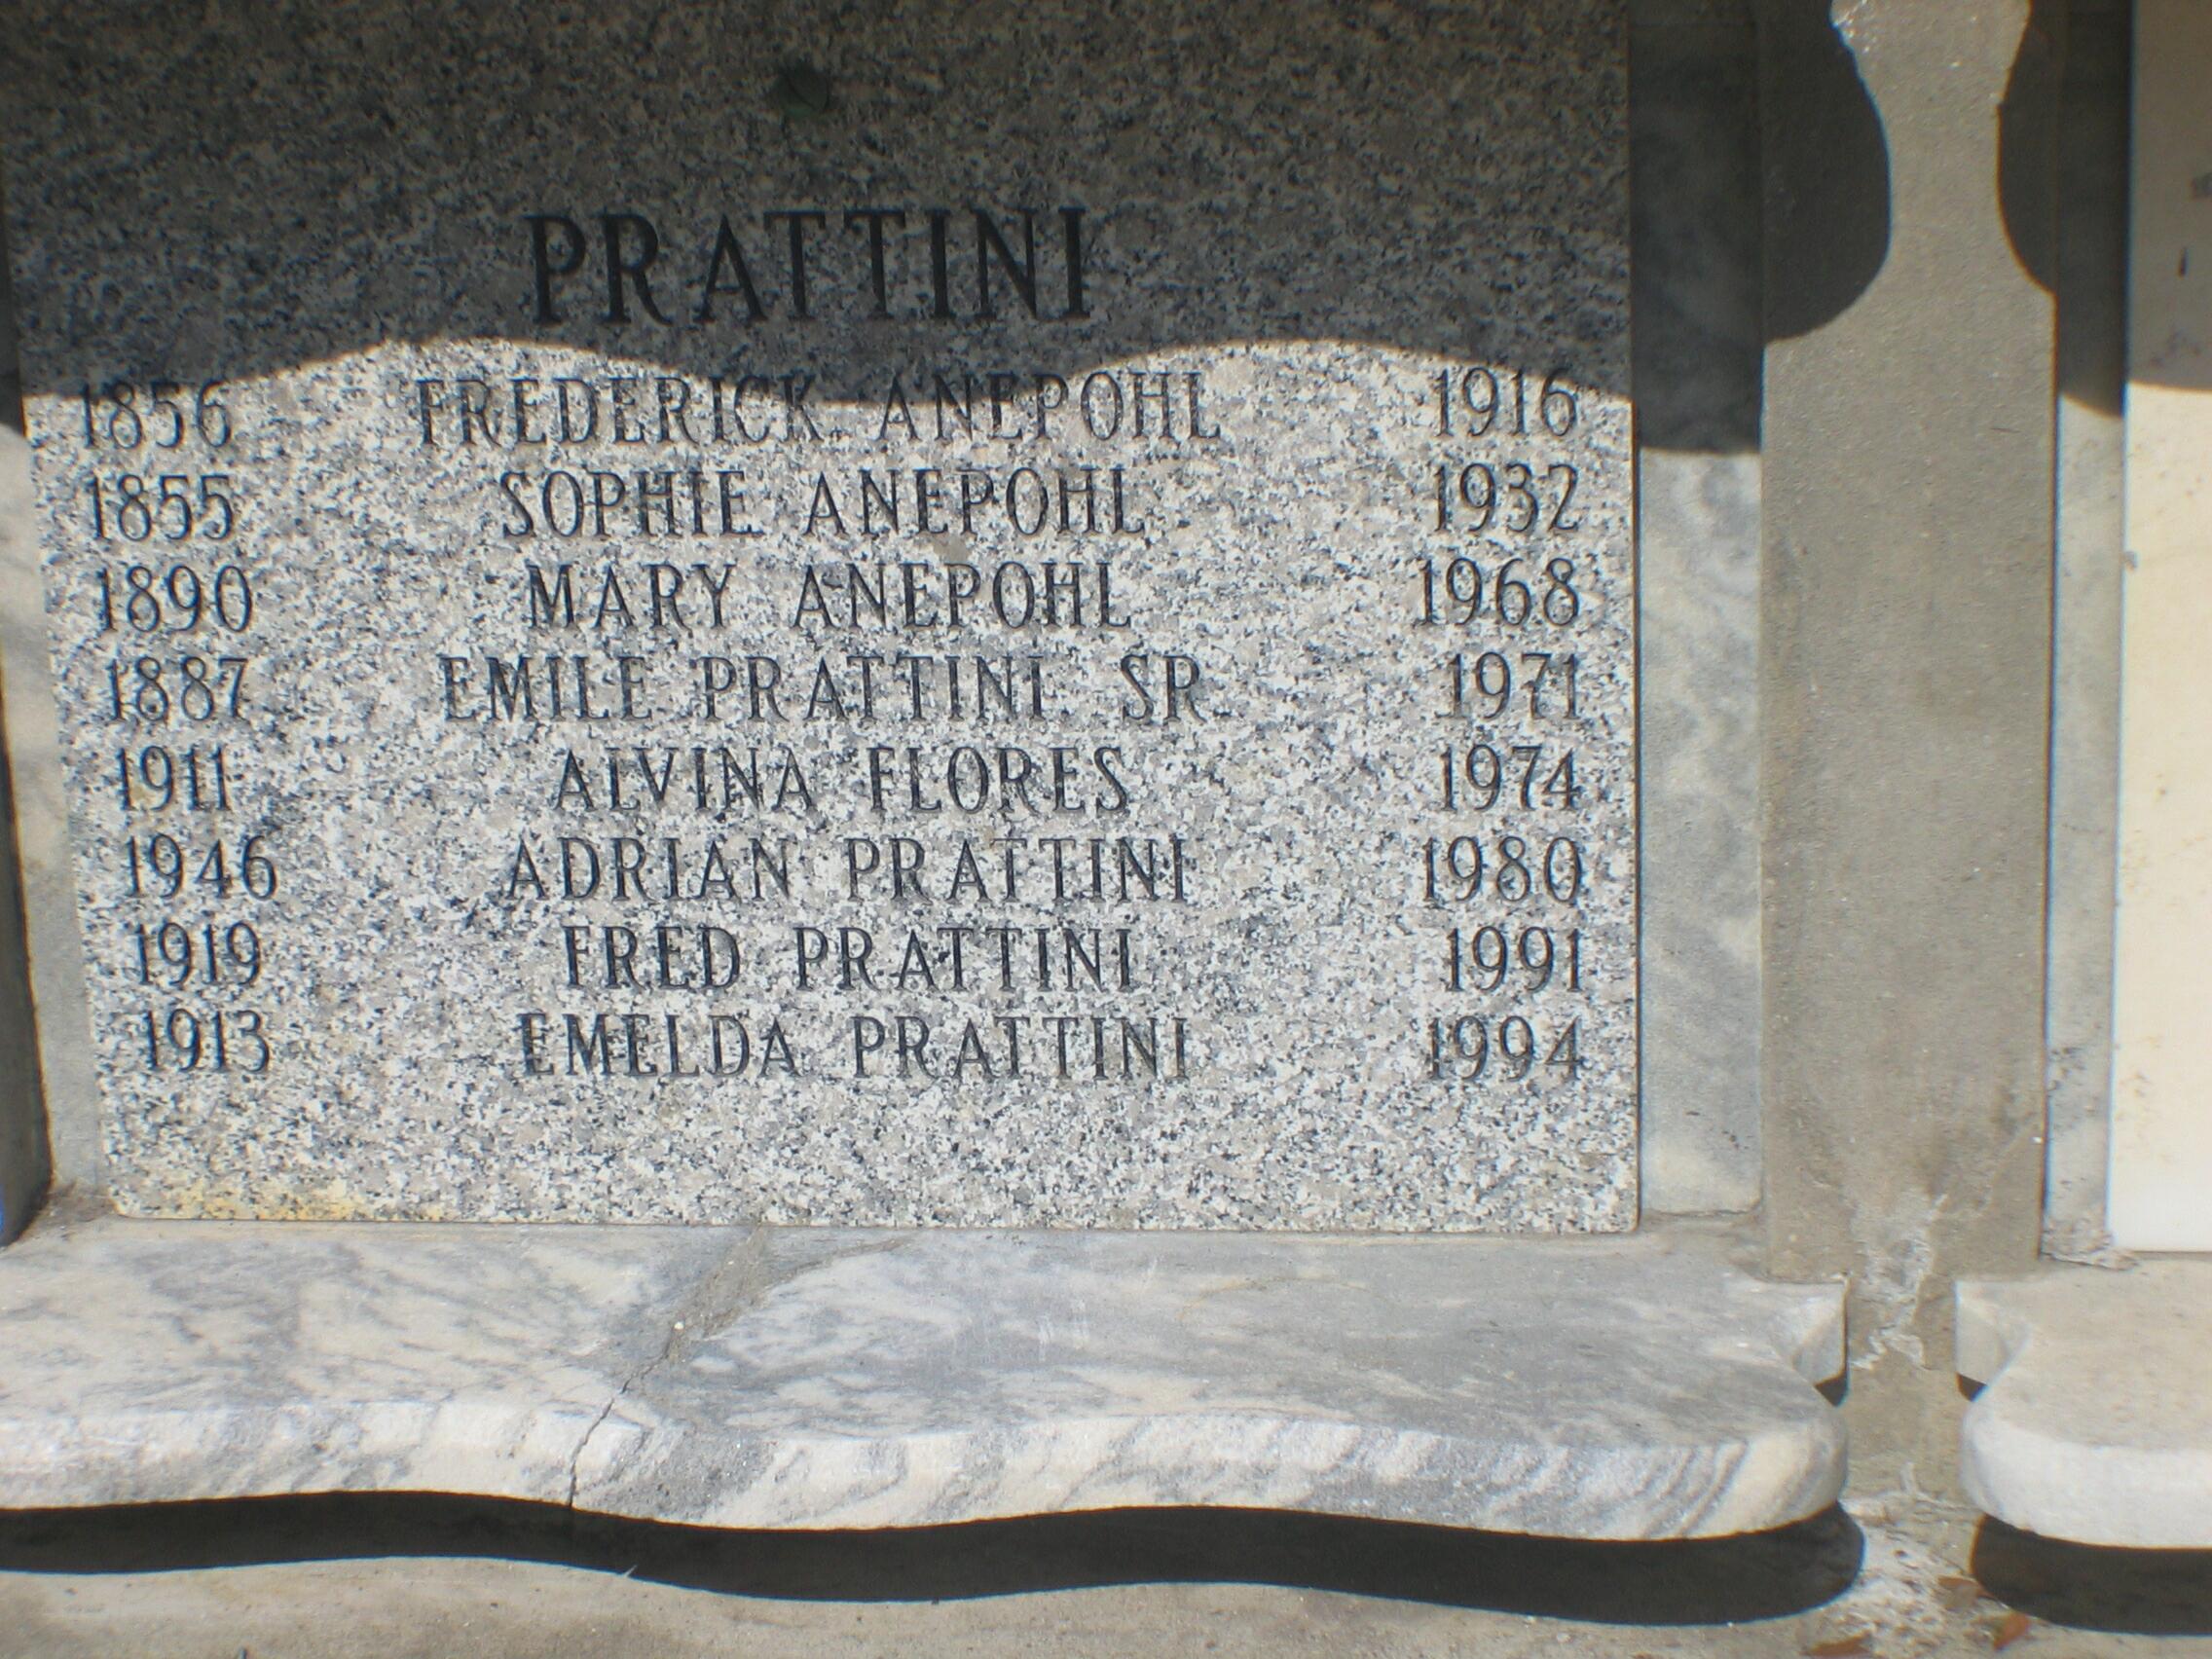 PRATTINI
1856 FREDERICK ANEPOHL 1916
1855 SOPHIE ANEPOHL 1932
1890 MARY ANEPOHL 1968
1887 EMILE PRATTINI SR 1971
1911 ALVINA FLORES 1974
1946 ADRIAN PRATTINI 1980
1919 FRED PRATTINI 1991
1913 EMELDA PRATTINI 1994